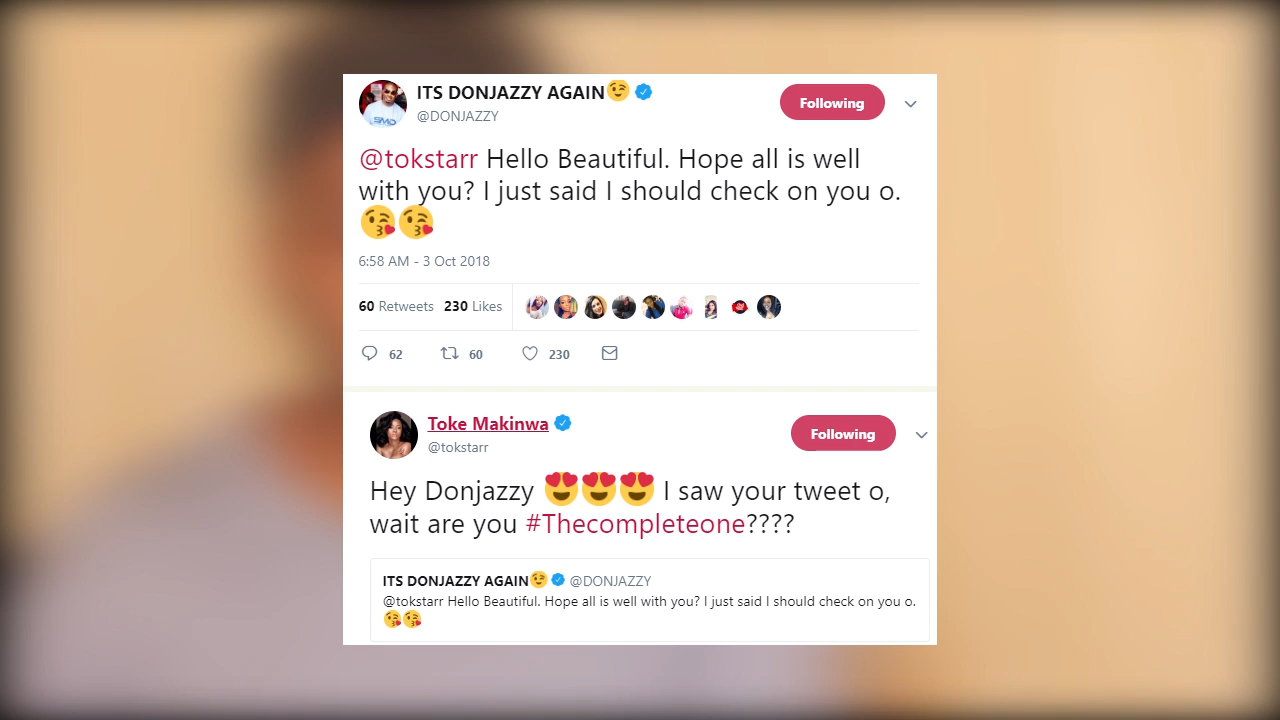 ITS DONJAZZY AGAIN😉
@DONJAZZY
Following
@tokstarr Hello Beautiful. Hope all is well
with you? I just said I should check on you o.
😘😘
6:58 AM - 3 Oct 2018
60 Retweets 230 Likes
62 60 230
Toke Makinwa
@tokstarr
Following
Hey Donjazzy 😍😍😍 I saw your tweet o,
wait are you #Thecompleteone????
ITS DONJAZZY AGAIN😉 @DONJAZZY
@tokstarr Hello Beautiful. Hope all is well with you? I just said I should check on you o.
😘😘